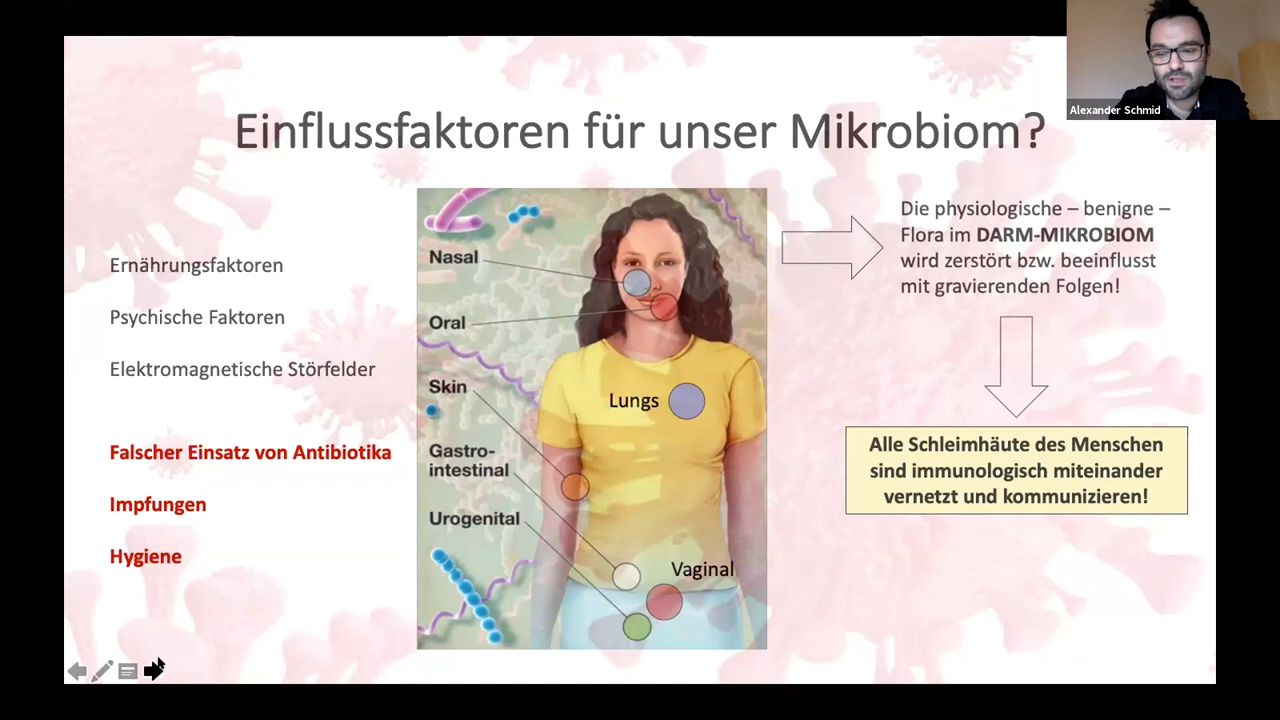 Alexander Schmid
Einflussfaktoren für unser Mikrobiom?
Ernährungsfaktoren
Psychische Faktoren
Elektromagnetische Störfelder
Falscher Einsatz von Antibiotika
Impfungen
Hygiene
Nasal
Oral
Skin
Gastro-
intestinal
Urogenital
Lungs
Vaginal
Die physiologische – benigne –
Flora im DARM-MIKROBIOM
wird zerstört bzw. beeinflusst
mit gravierenden Folgen!
Alle Schleimhäute des Menschen
sind immunologisch miteinander
vernetzt und kommunizieren!